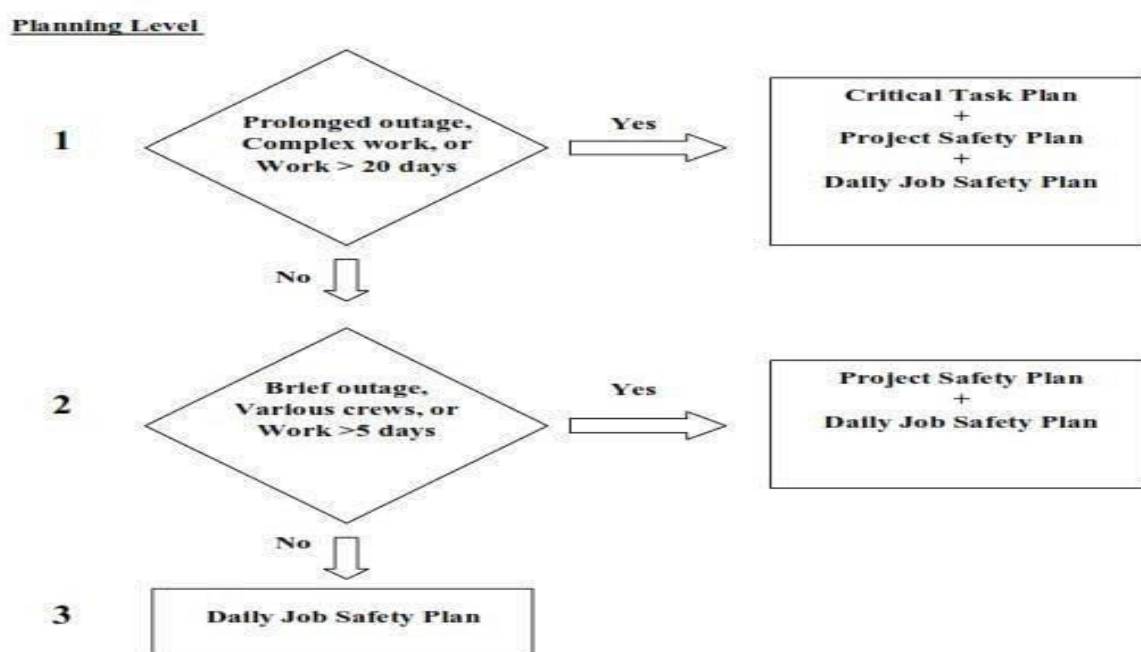 Planning Level
1
Prolonged outage,
Complex work, or
Work > 20 days
Yes
Critical Task Plan
+
Project Safety Plan
+
Daily Job Safety Plan
No
2
Brief outage,
Various crews, or
Work >5 days
Yes
Project Safety Plan
+
Daily Job Safety Plan
No
3
Daily Job Safety Plan